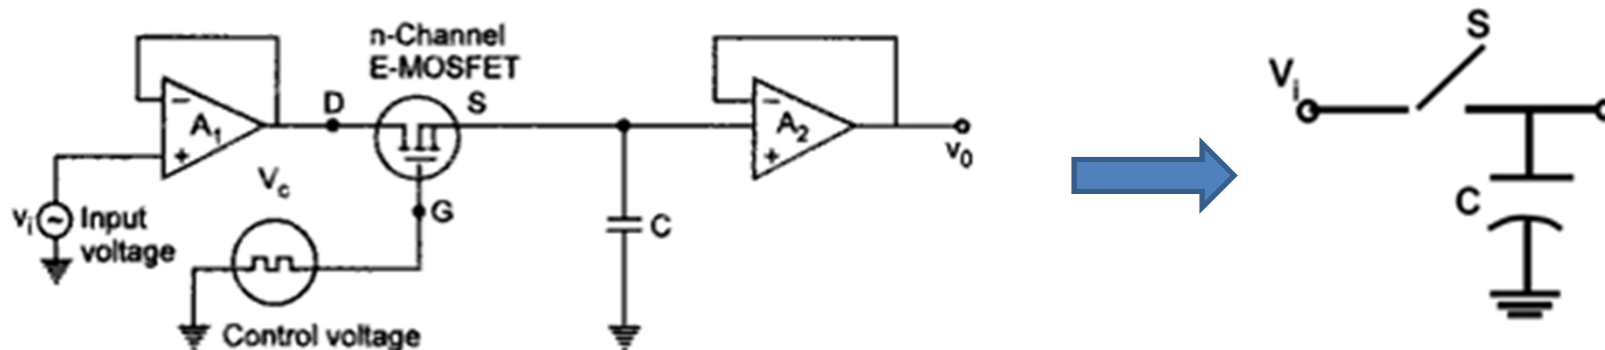 n-Channel
E-MOSFET
D
S
−
A1
+
Vc
G
vi
~
Input
voltage
Control voltage
C
−
A2
+
v0
S
Vi
C